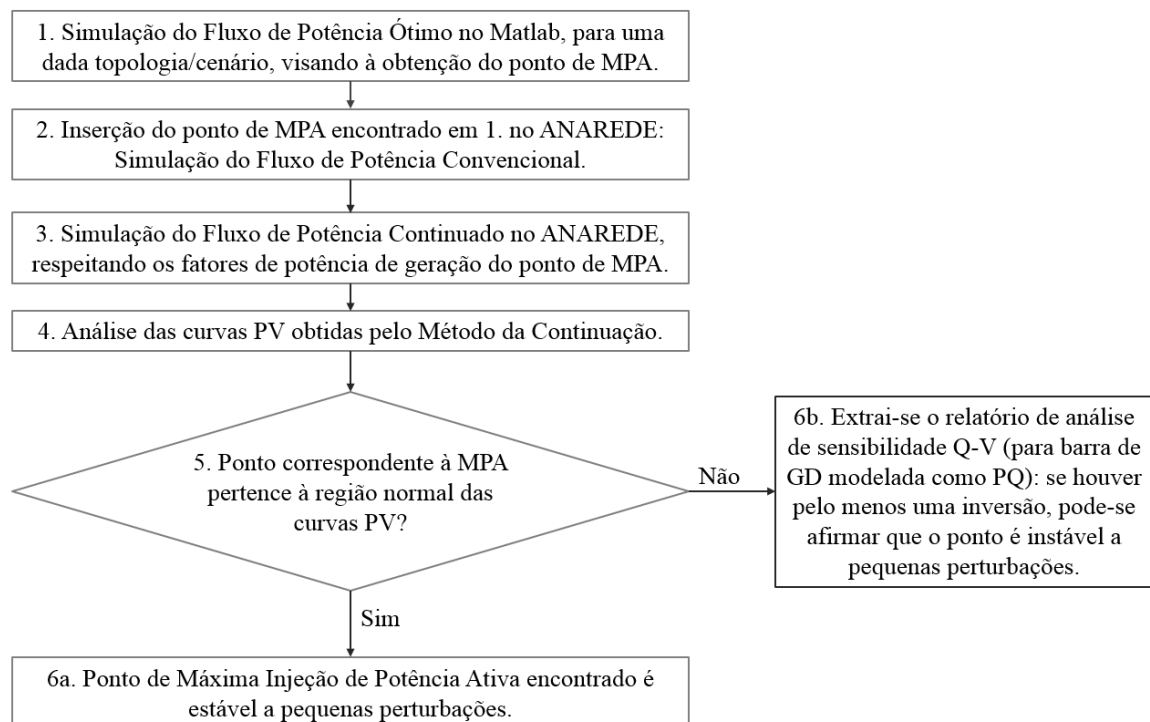 1. Simulação do Fluxo de Potência Ótimo no Matlab, para uma
dada topologia/cenário, visando à obtenção do ponto de MPA.
2. Inserção do ponto de MPA encontrado em 1. no ANAREDE:
Simulação do Fluxo de Potência Convencional.
3. Simulação do Fluxo de Potência Continuado no ANAREDE,
respeitando os fatores de potência de geração do ponto de MPA.
4. Análise das curvas PV obtidas pelo Método da Continuação.
5. Ponto correspondente à MPA
pertence à região normal das
curvas PV?
Não
6b. Extrai-se o relatório de análise
de sensibilidade Q-V (para barra de
GD modelada como PQ): se houver
pelo menos uma inversão, pode-se
afirmar que o ponto é instável a
pequenas perturbações.
Sim
6a. Ponto de Máxima Injeção de Potência Ativa encontrado é
estável a pequenas perturbações.